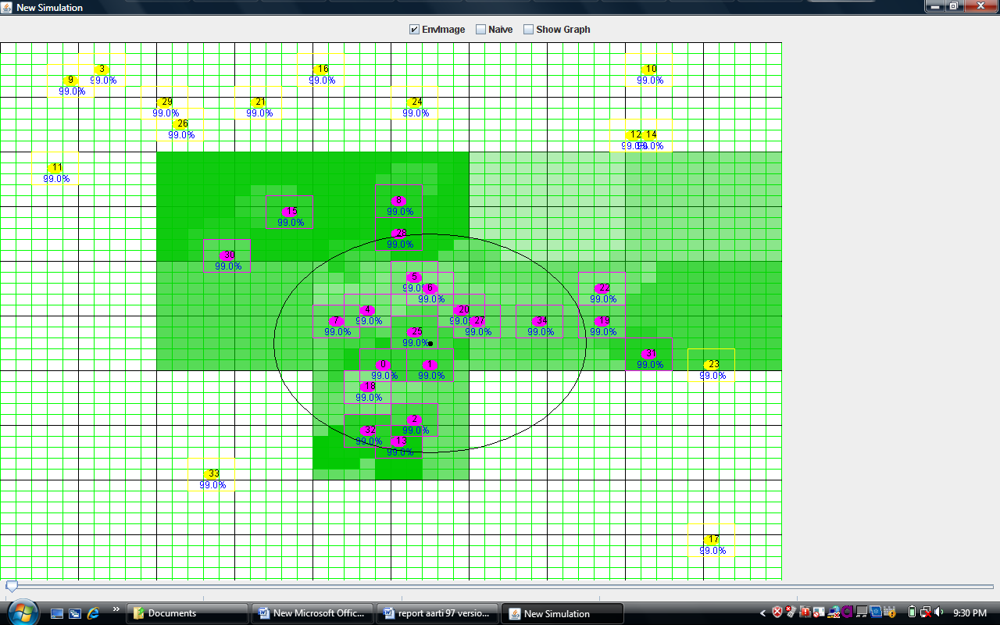 New Simulation
EnvImage Naive Show Graph
3 16 10
9 99.0% 99.0% 99.0%
99.0%
29 21 24
99.0% 99.0% 99.0%
26
99.0%
12 14
99.0% 99.0%
11
99.0%
8
15 99.0%
99.0%
28
99.0%
30
99.0%
5
99.0% 6 22
99.0% 99.0%
4 20
99.0% 99.0%
7 27 34 19
99.0% 99.0% 99.0% 99.0%
25
99.0%
31
99.0%
0 1 23
99.0% 99.0% 99.0%
18
99.0%
2
32 99.0%
99.0% 13
99.0%
33
99.0%
17
99.0%
Documents New Microsoft Offic... report aarti 97 versio... New Simulation 9:30 PM